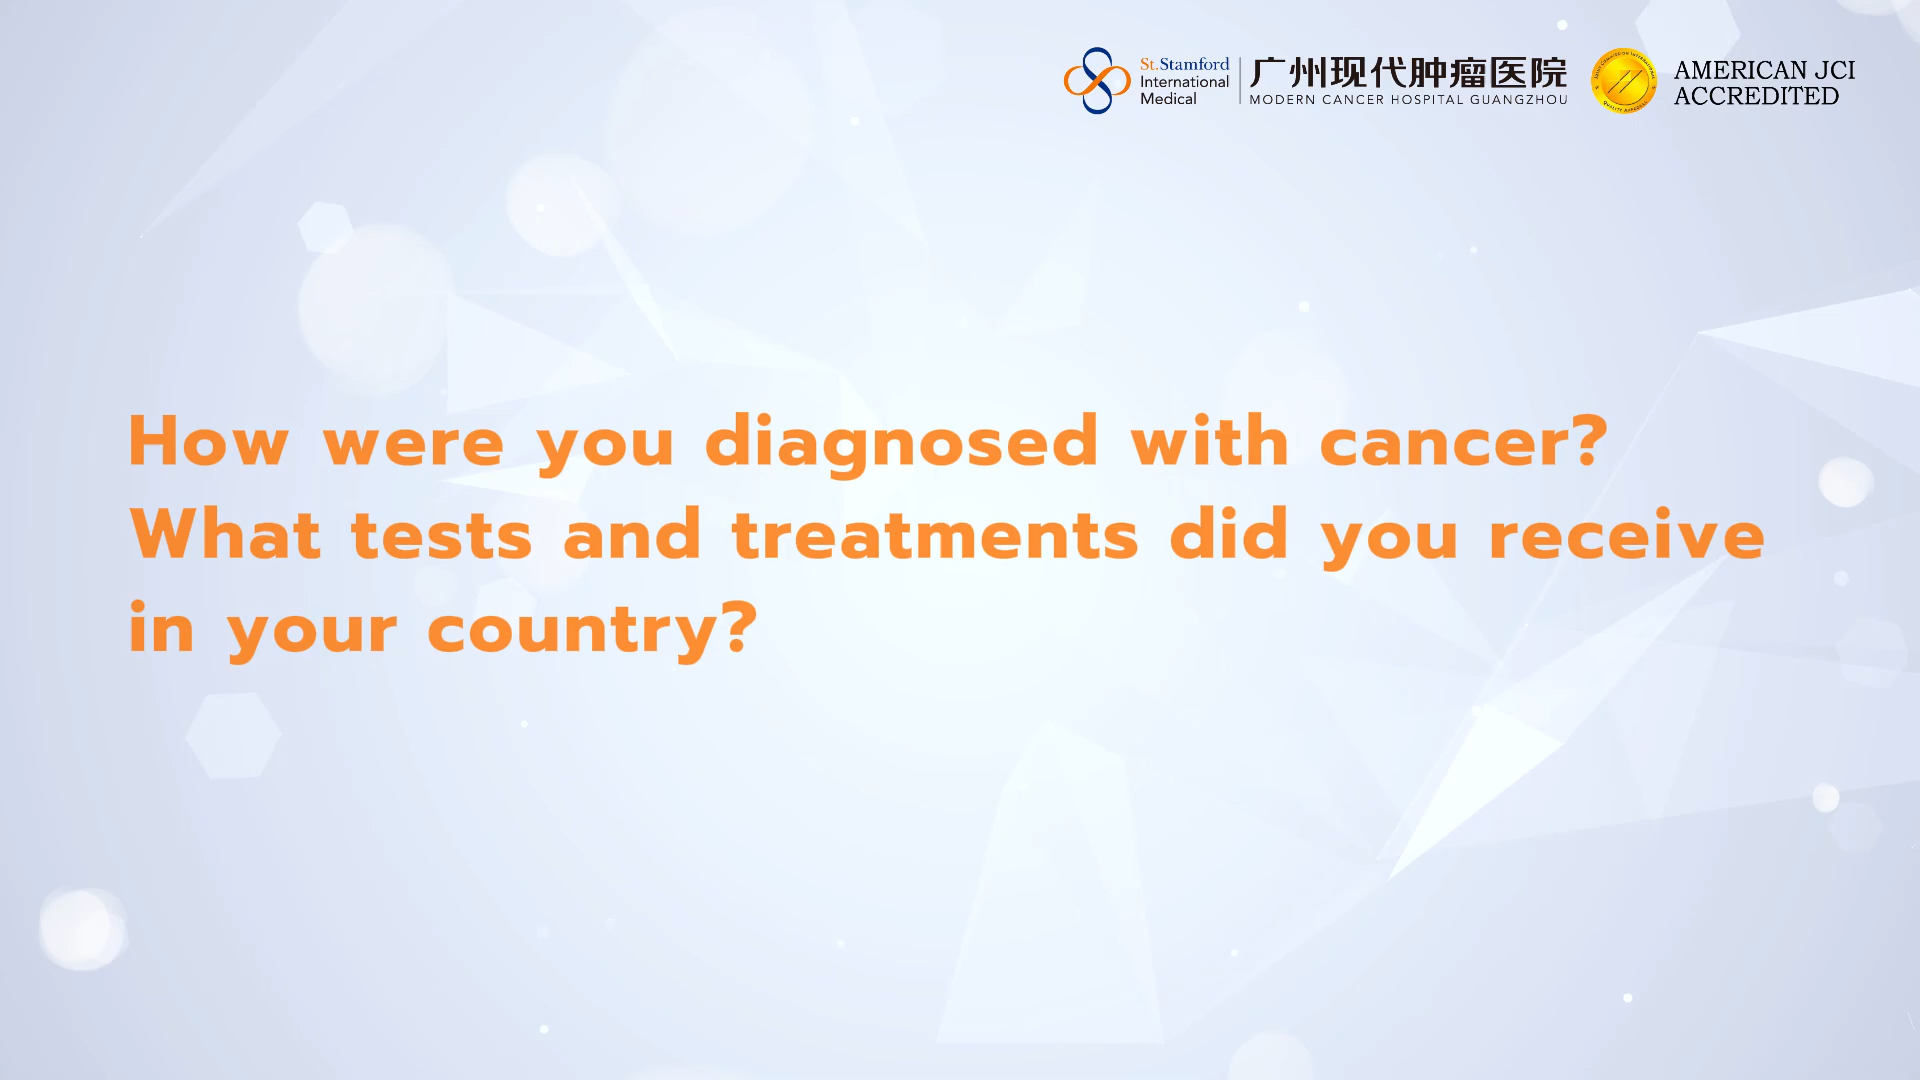 St.Stamford
International
Medical
广州现代肿瘤医院
MODERN CANCER HOSPITAL GUANGZHOU
AMERICAN JCI
ACCREDITED
How were you diagnosed with cancer?
What tests and treatments did you receive
in your country?